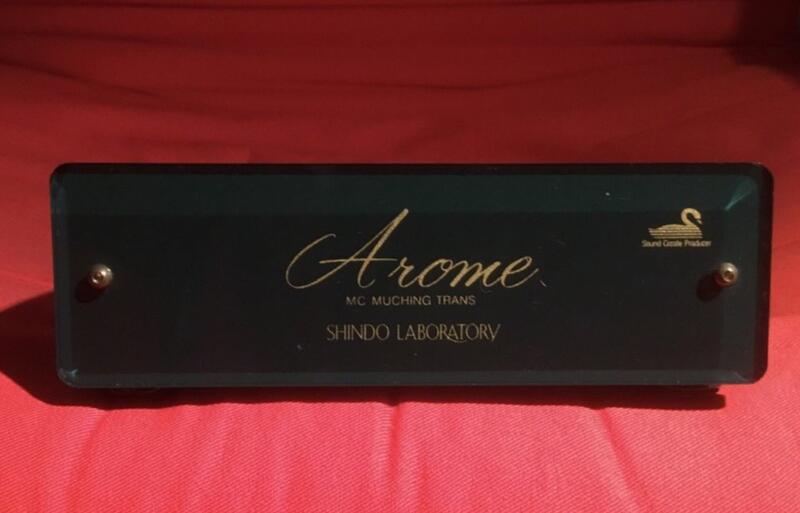 Arome
MC MUCHING TRANS
SHINDO LABORATORY
Sound Castle Producer